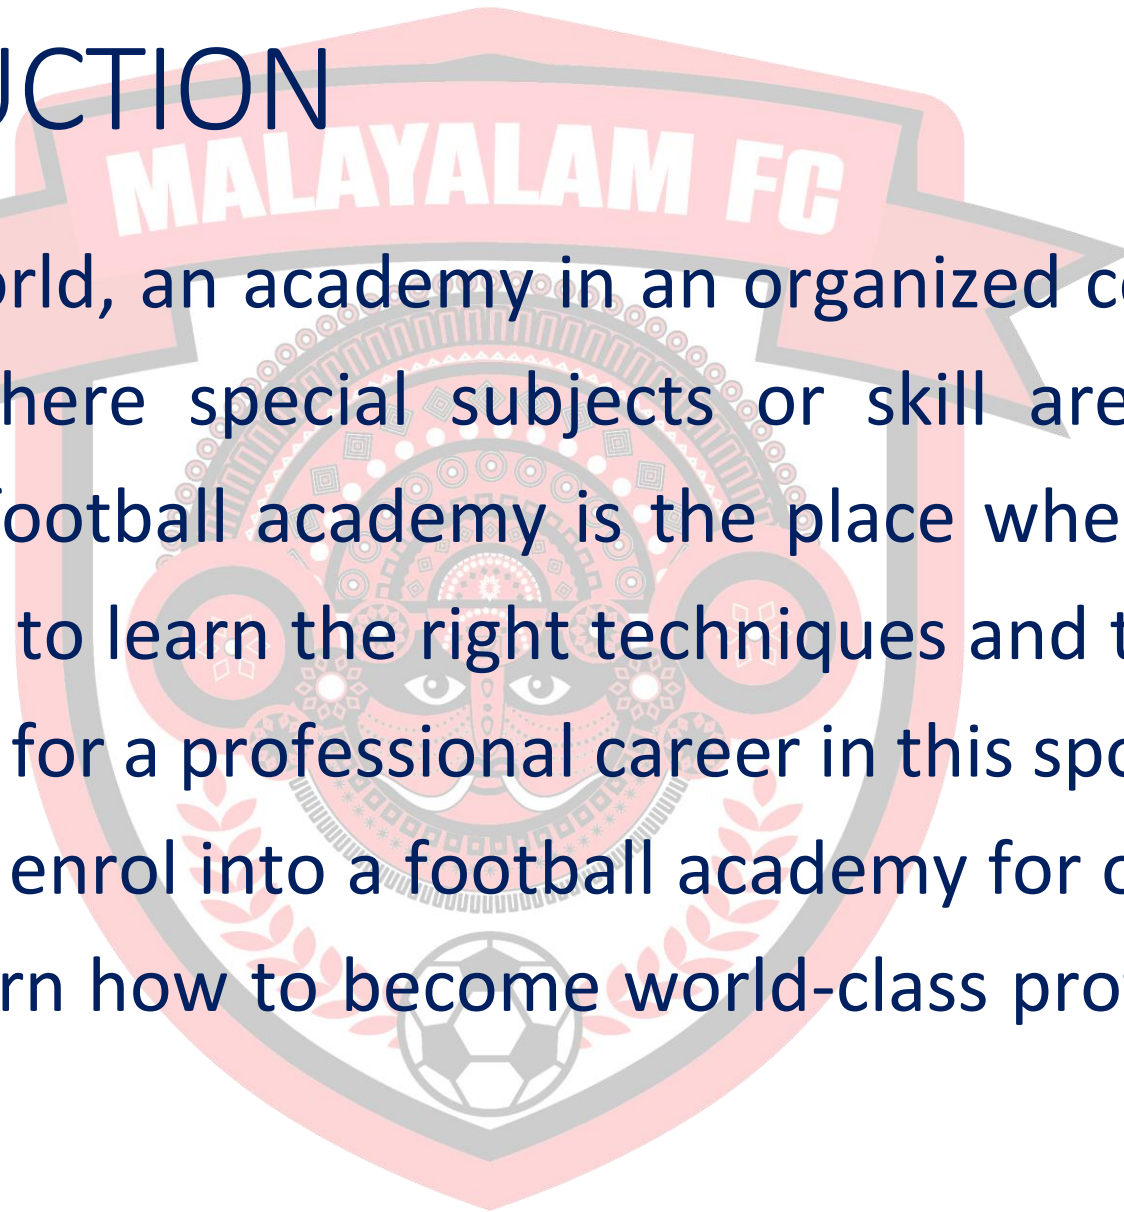 UCTION
MALAYALAM FC
orld, an academy in an organized c
here special subjects or skill are
football academy is the place whe
to learn the right techniques and t
for a professional career in this spo
enrol into a football academy for
rn how to become world-class pro